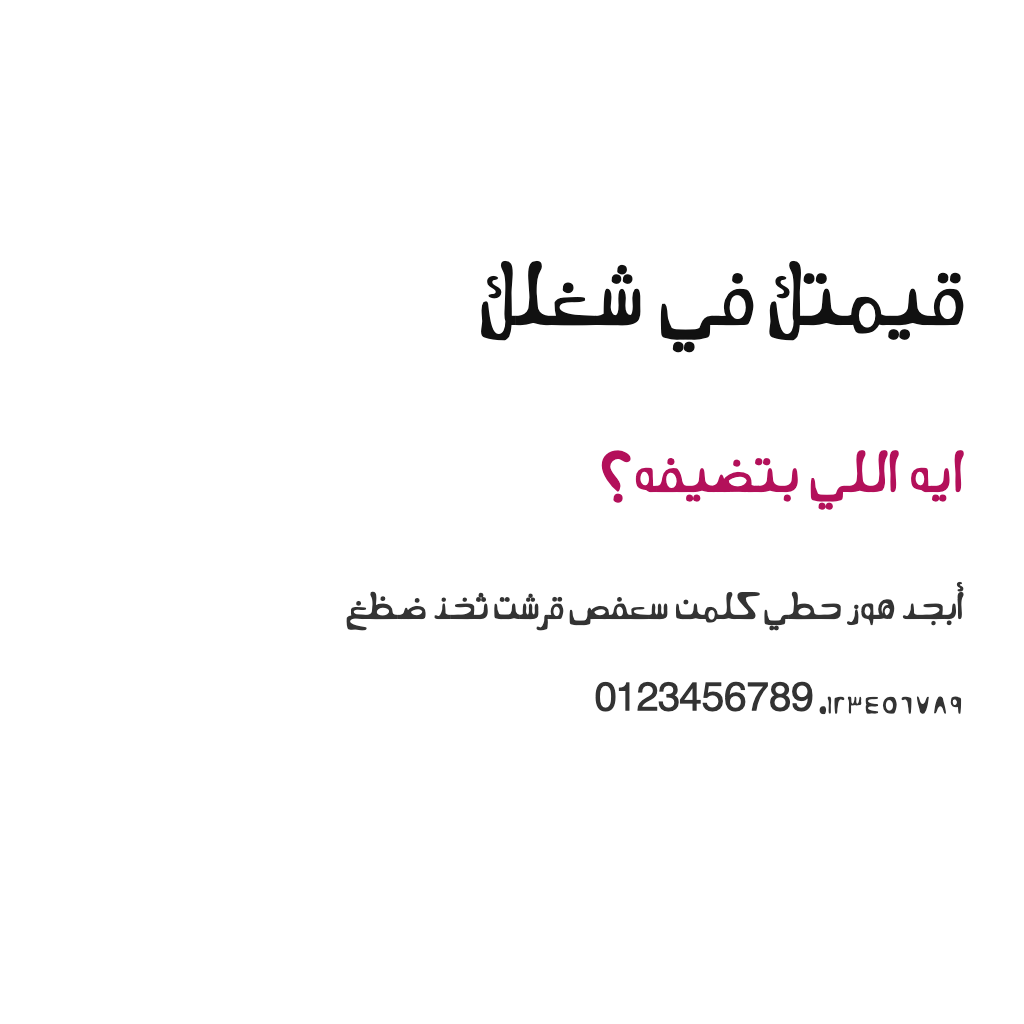 قيمتك في شغلك
ايه اللي بتضيفه؟
أبجد هوز حطي كلمن سعفص قرشت ثخذ ضظغ
٠١٢٣٤٥٦٧٨٩ 0123456789